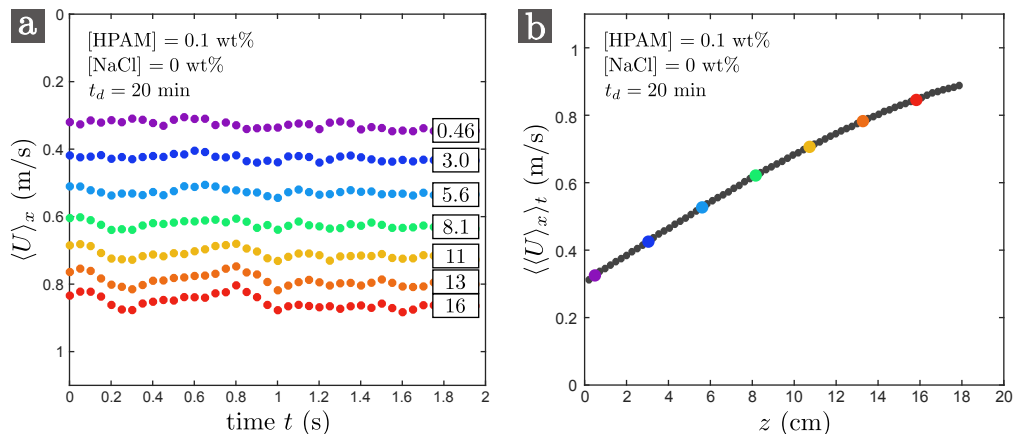 a
[HPAM] = 0.1 wt%
[NaCl] = 0 wt%
t_d = 20 min
0.0
0.2
0.4
0.6
0.8
1
⟨U⟩_x (m/s)
0.46
3.0
5.6
8.1
11
13
16
0 0.2 0.4 0.6 0.8 1 1.2 1.4 1.6 1.8 2
time t (s)
b
[HPAM] = 0.1 wt%
[NaCl] = 0 wt%
t_d = 20 min
1
0.8
0.6
0.4
0.2
0
⟨⟨U⟩_x⟩_t (m/s)
0 2 4 6 8 10 12 14 16 18 20
z (cm)